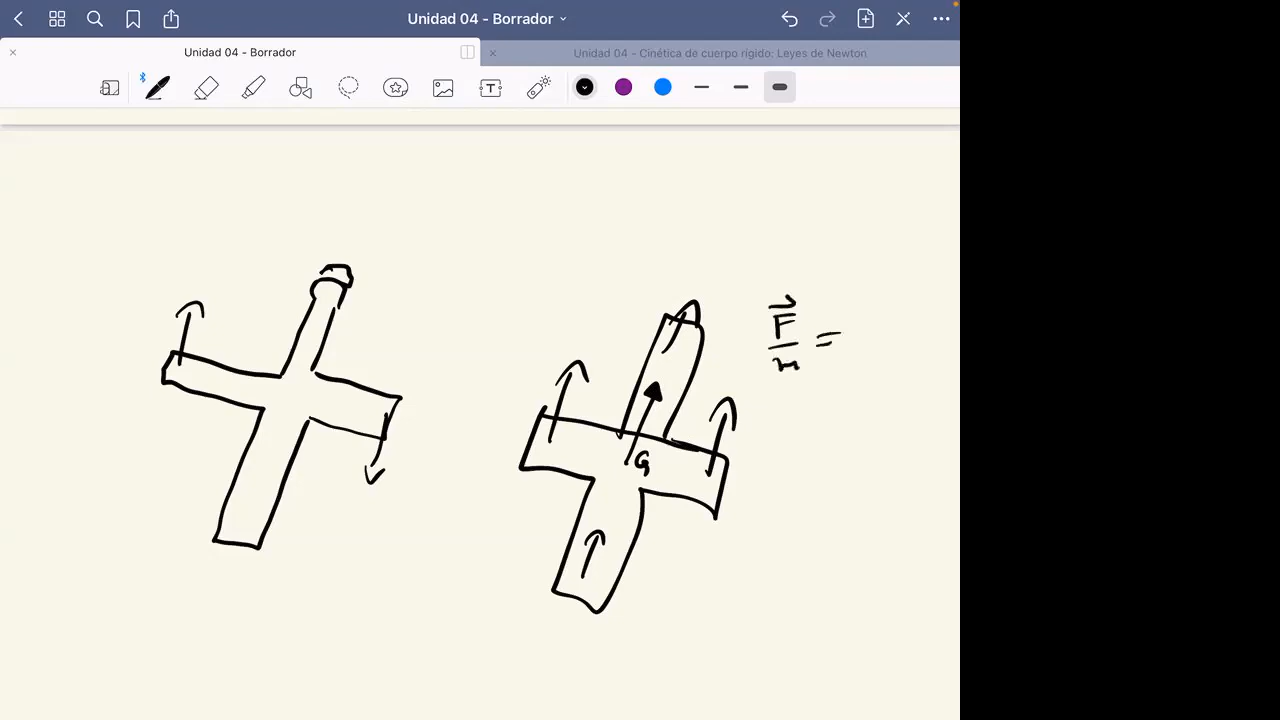 Unidad 04 - Borrador
Unidad 04 - Borrador
Unidad 04 - Cinética de cuerpo rígido: Leyes de Newton
T
G
F
m
=